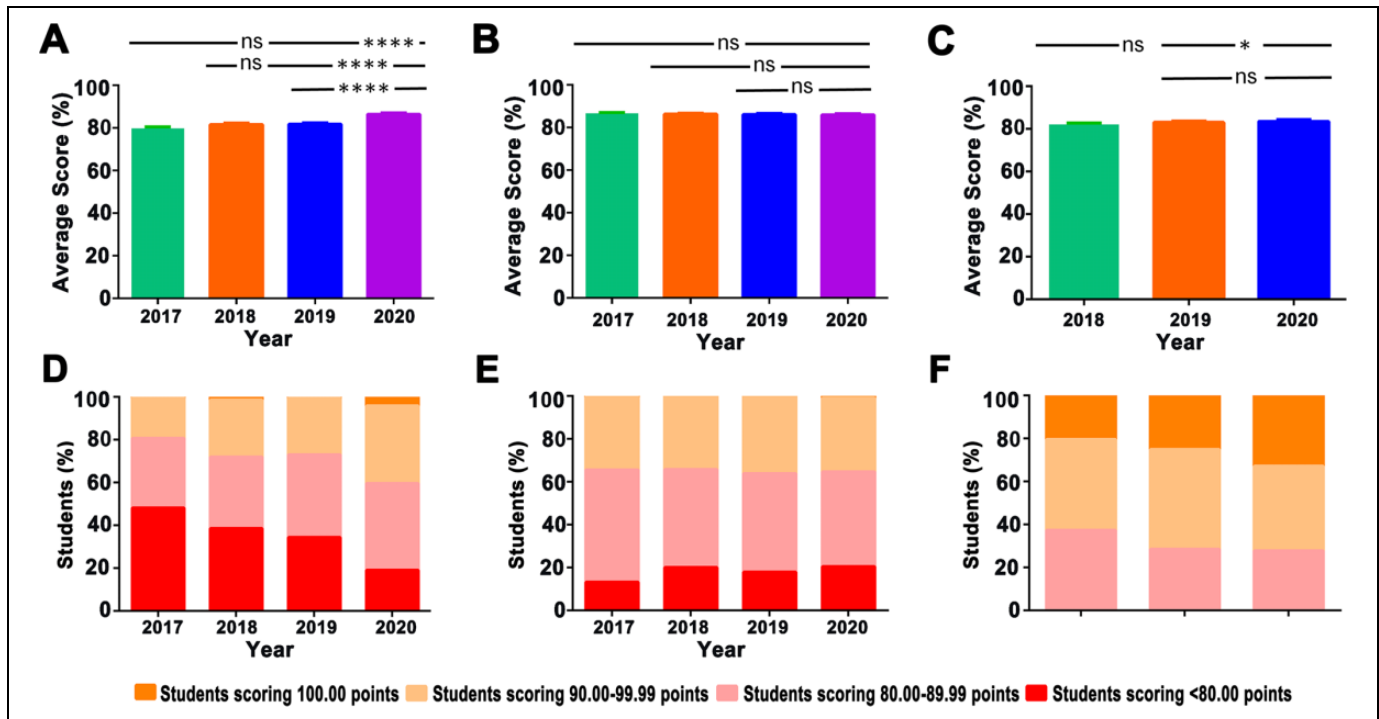 A
ns
****
ns
****
****
Average Score (%)
100
80
60
40
20
0
2017
2018
2019
2020
Year
B
ns
ns
ns
Average Score (%)
100
80
60
40
20
0
2017
2018
2019
2020
Year
C
ns
*
ns
Average Score (%)
100
80
60
40
20
0
2018
2019
2020
Year
D
Students (%)
100
80
60
40
20
0
2017
2018
2019
2020
Year
E
Students (%)
100
80
60
40
20
0
2017
2018
2019
2020
Year
F
Students (%)
100
80
60
40
20
0
Students scoring 100.00 points
Students scoring 90.00-99.99 points
Students scoring 80.00-89.99 points
Students scoring <80.00 points